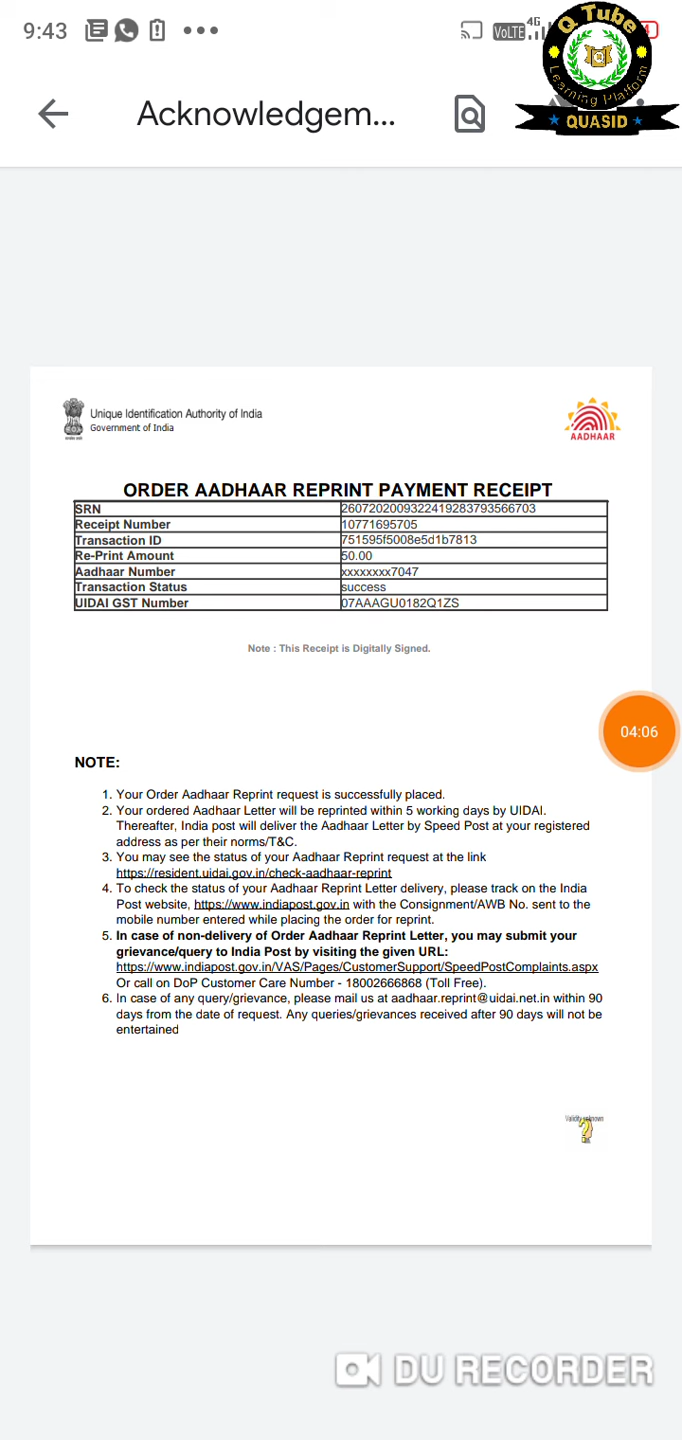 9:43
VoLTE 4G
Q Tube
Learning Platform
QUASID
Acknowledgem...
Unique Identification Authority of India
Government of India
AADHAAR
ORDER AADHAAR REPRINT PAYMENT RECEIPT
SRN 2607202009322419283793566703
Receipt Number 10771695705
Transaction ID 751595f5008e5d1b7813
Re-Print Amount 50.00
Aadhaar Number xxxxxxxx7047
Transaction Status success
UIDAI GST Number 07AAAGU0182Q1ZS
Note : This Receipt is Digitally Signed.
04:06
NOTE:
1. Your Order Aadhaar Reprint request is successfully placed.
2. Your ordered Aadhaar Letter will be reprinted within 5 working days by UIDAI.
Thereafter, India post will deliver the Aadhaar Letter by Speed Post at your registered
address as per their norms/T&C.
3. You may see the status of your Aadhaar Reprint request at the link
https://resident.uidai.gov.in/check-aadhaar-reprint
4. To check the status of your Aadhaar Reprint Letter delivery, please track on the India
Post website, https://www.indiapost.gov.in with the Consignment/AWB No. sent to the
mobile number entered while placing the order for reprint.
5. In case of non-delivery of Order Aadhaar Reprint Letter, you may submit your
grievance/query to India Post by visiting the given URL:
https://www.indiapost.gov.in/VAS/Pages/CustomerSupport/SpeedPostComplaints.aspx
Or call on DoP Customer Care Number - 18002666868 (Toll Free).
6. In case of any query/grievance, please mail us at aadhaar.reprint@uidai.net.in within 90
days from the date of request. Any queries/grievances received after 90 days will not be
entertained
Validity unknown
DU RECORDER